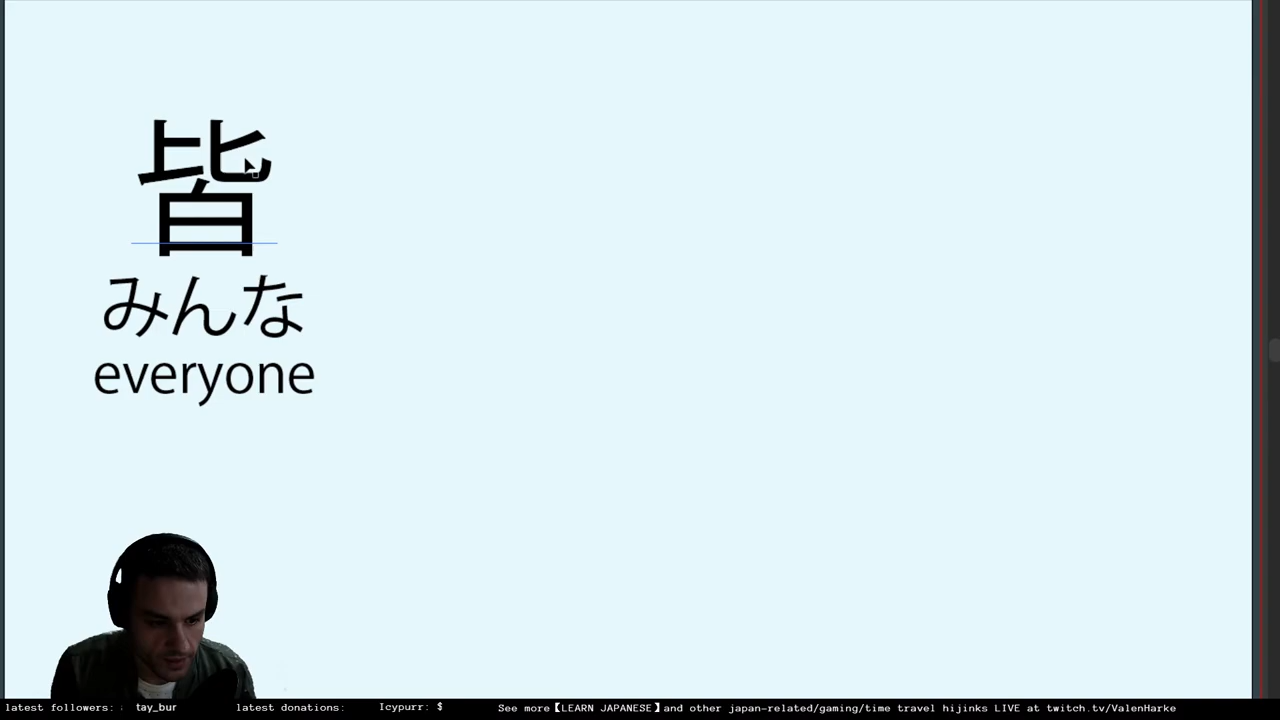 皆
みんな
everyone
latest followers: tay_bur latest donations: Icypurr: $ See more【LEARN JAPANESE】and other japan-related/gaming/time travel hijinks LIVE at twitch.tv/ValenHarke